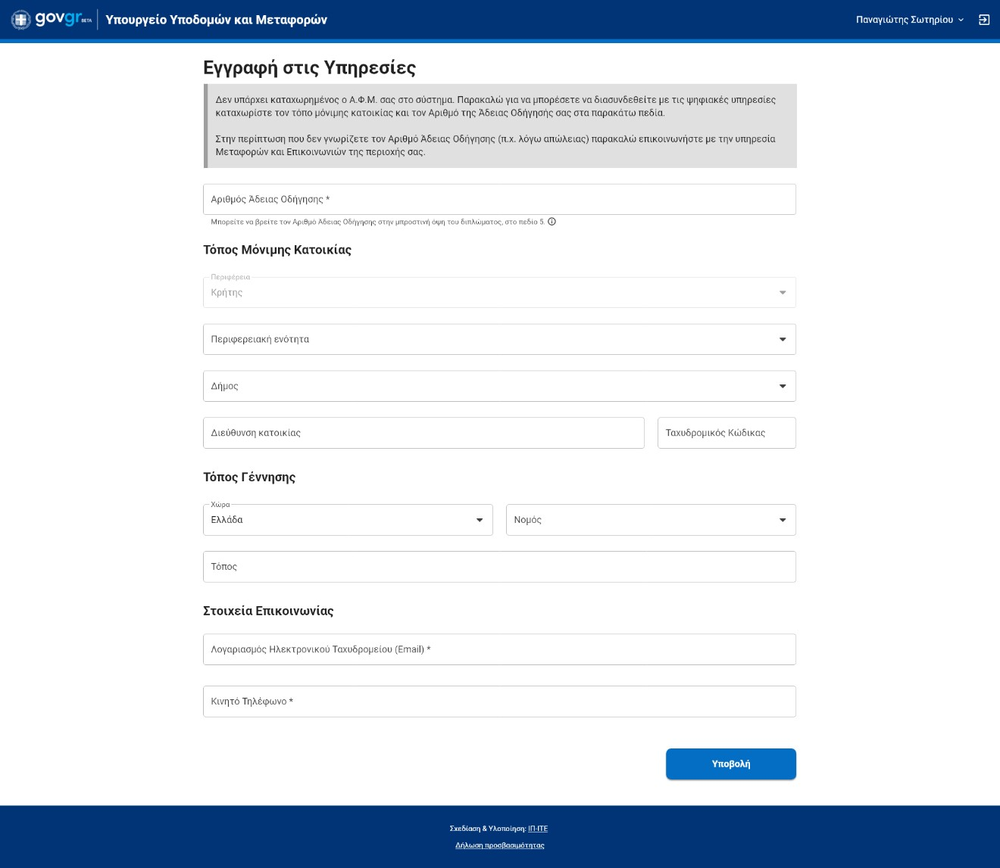 govgr BETA
Υπουργείο Υποδομών και Μεταφορών
Παναγιώτης Σωτηρίου
Εγγραφή στις Υπηρεσίες
Δεν υπάρχει καταχωρημένος ο Α.Φ.Μ. σας στο σύστημα. Παρακαλώ για να μπορέσετε να διασυνδεθείτε με τις ψηφιακές υπηρεσίες
καταχωρίστε τον τόπο μόνιμης κατοικίας και τον Αριθμό της Άδειας Οδήγησής σας στα παρακάτω πεδία.
Στην περίπτωση που δεν γνωρίζετε τον Αριθμό Άδειας Οδήγησης (π.χ. λόγω απώλειας) παρακαλώ επικοινωνήστε με την υπηρεσία
Μεταφορών και Επικοινωνιών της περιοχής σας.
Αριθμός Άδειας Οδήγησης *
Μπορείτε να βρείτε τον Αριθμό Άδειας Οδήγησης στην μπροστινή όψη του διπλώματος, στο πεδίο 5.
Τόπος Μόνιμης Κατοικίας
Περιφέρεια
Κρήτης
Περιφερειακή ενότητα
Δήμος
Διεύθυνση κατοικίας
Ταχυδρομικός Κώδικας
Τόπος Γέννησης
Χώρα
Ελλάδα
Νομός
Τόπος
Στοιχεία Επικοινωνίας
Λογαριασμός Ηλεκτρονικού Ταχυδρομείου (Email) *
Κινητό Τηλέφωνο *
Υποβολή
Σχεδίαση & Υλοποίηση: ΙΠ-ΙΤΕ
Δήλωση προσβασιμότητας